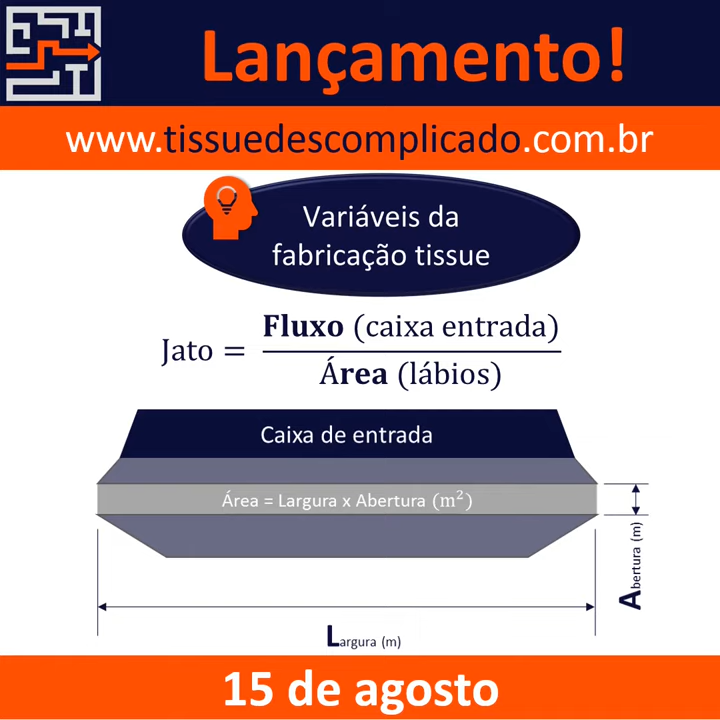 Lançamento!
www.tissuedescomplicado.com.br
Variáveis da
fabricação tissue
Jato = Fluxo (caixa entrada)
Área (lábios)
Caixa de entrada
Área = Largura x Abertura (m²)
Abertura (m)
Largura (m)
15 de agosto